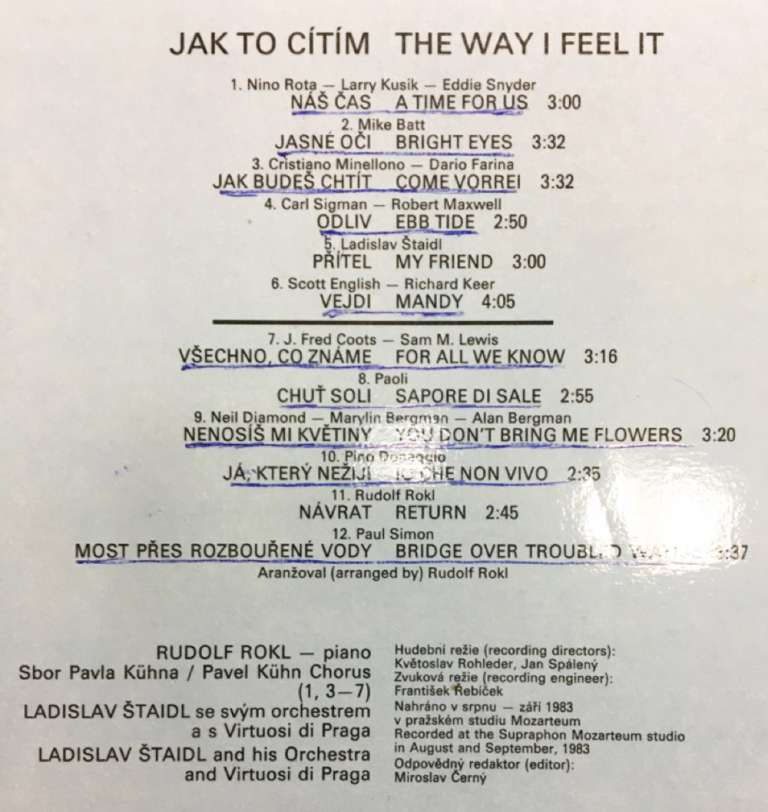 JAK TO CÍTÍM THE WAY I FEEL IT
1. Nino Rota — Larry Kusik — Eddie Snyder
NÁŠ ČAS A TIME FOR US 3:00
2. Mike Batt
JASNÉ OČI BRIGHT EYES 3:32
3. Cristiano Minellono — Dario Farina
JAK BUDEŠ CHTÍT COME VORREI 3:32
4. Carl Sigman — Robert Maxwell
ODLIV EBB TIDE 2:50
5. Ladislav Štaidl
PŘÍTEL MY FRIEND 3:00
6. Scott English — Richard Keer
VEJDI MANDY 4:05
7. J. Fred Coots — Sam M. Lewis
VŠECHNO, CO ZNÁME FOR ALL WE KNOW 3:16
8. Paoli
CHUŤ SOLI SAPORE DI SALE 2:55
9. Neil Diamond — Marylin Bergman — Alan Bergman
NENOSÍŠ MI KVĚTINY YOU DON'T BRING ME FLOWERS 3:20
10. Pino Donaggio
JÁ, KTERÝ NEŽIJI IO CHE NON VIVO 2:35
11. Rudolf Rokl
NÁVRAT RETURN 2:45
12. Paul Simon
MOST PŘES ROZBOUŘENÉ VODY BRIDGE OVER TROUBLED 3:37
Aranžoval (arranged by) Rudolf Rokl
RUDOLF ROKL — piano
Sbor Pavla Kühna / Pavel Kühn Chorus
(1, 3—7)
LADISLAV ŠTAIDL se svým orchestrem
a s Virtuosi di Praga
LADISLAV ŠTAIDL and his Orchestra
and Virtuosi di Praga
Hudební režie (recording directors):
Květoslav Rohleder, Jan Spálený
Zvuková režie (recording engineer):
František Řebíček
Nahráno v srpnu — září 1983
v pražském studiu Mozarteum
Recorded at the Supraphon Mozarteum studio
in August and September, 1983
Odpovědný redaktor (editor):
Miroslav Černý